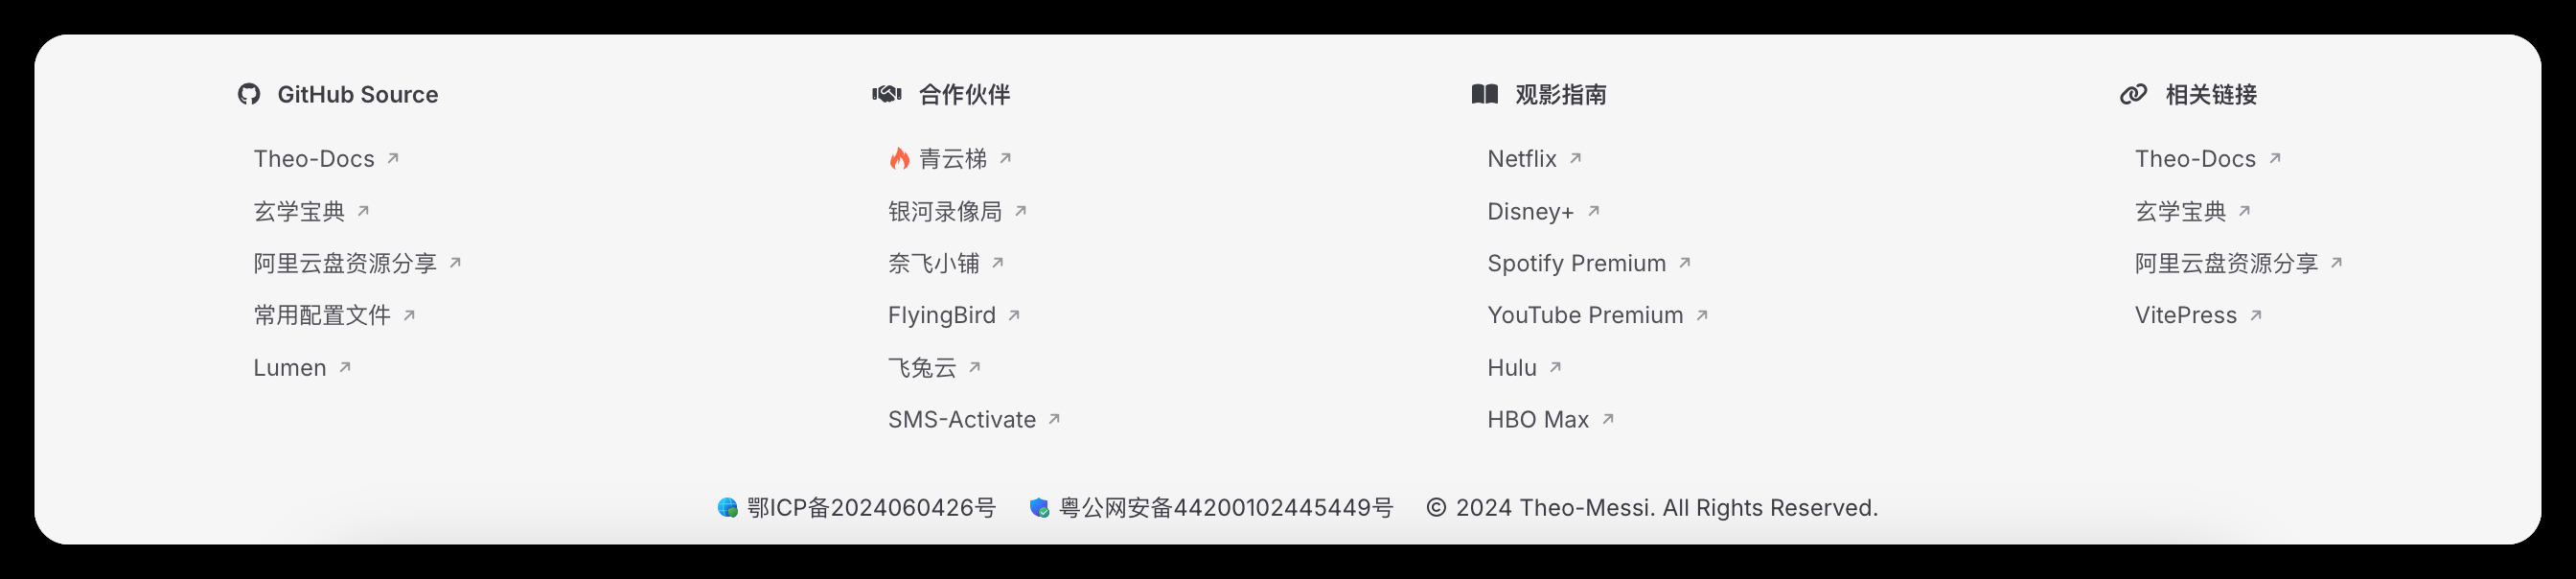 GitHub Source
Theo-Docs
玄学宝典
阿里云盘资源分享
常用配置文件
Lumen
合作伙伴
青云梯
银河录像局
奈飞小铺
FlyingBird
飞兔云
SMS-Activate
观影指南
Netflix
Disney+
Spotify Premium
YouTube Premium
Hulu
HBO Max
相关链接
Theo-Docs
玄学宝典
阿里云盘资源分享
VitePress
鄂ICP备2024060426号 粤公网安备44200102445449号 © 2024 Theo-Messi. All Rights Reserved.